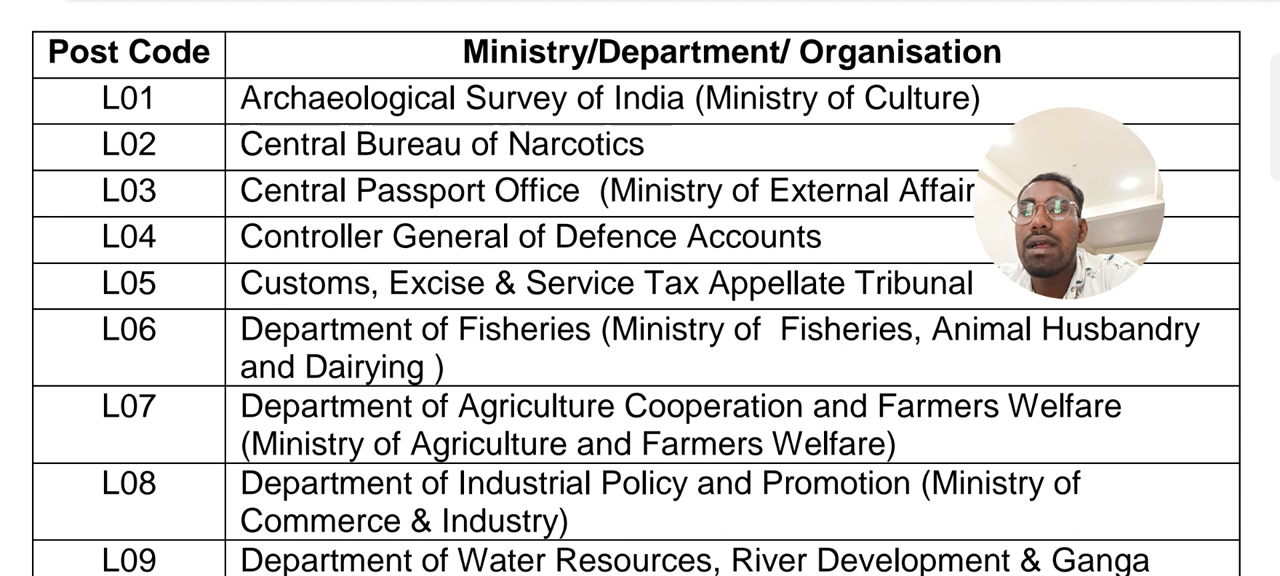 Post Code Ministry/Department/ Organisation
L01 Archaeological Survey of India (Ministry of Culture)
L02 Central Bureau of Narcotics
L03 Central Passport Office (Ministry of External Affair
L04 Controller General of Defence Accounts
L05 Customs, Excise & Service Tax Appellate Tribunal
L06 Department of Fisheries (Ministry of Fisheries, Animal Husbandry
and Dairying )
L07 Department of Agriculture Cooperation and Farmers Welfare
(Ministry of Agriculture and Farmers Welfare)
L08 Department of Industrial Policy and Promotion (Ministry of
Commerce & Industry)
L09 Department of Water Resources, River Development & Ganga